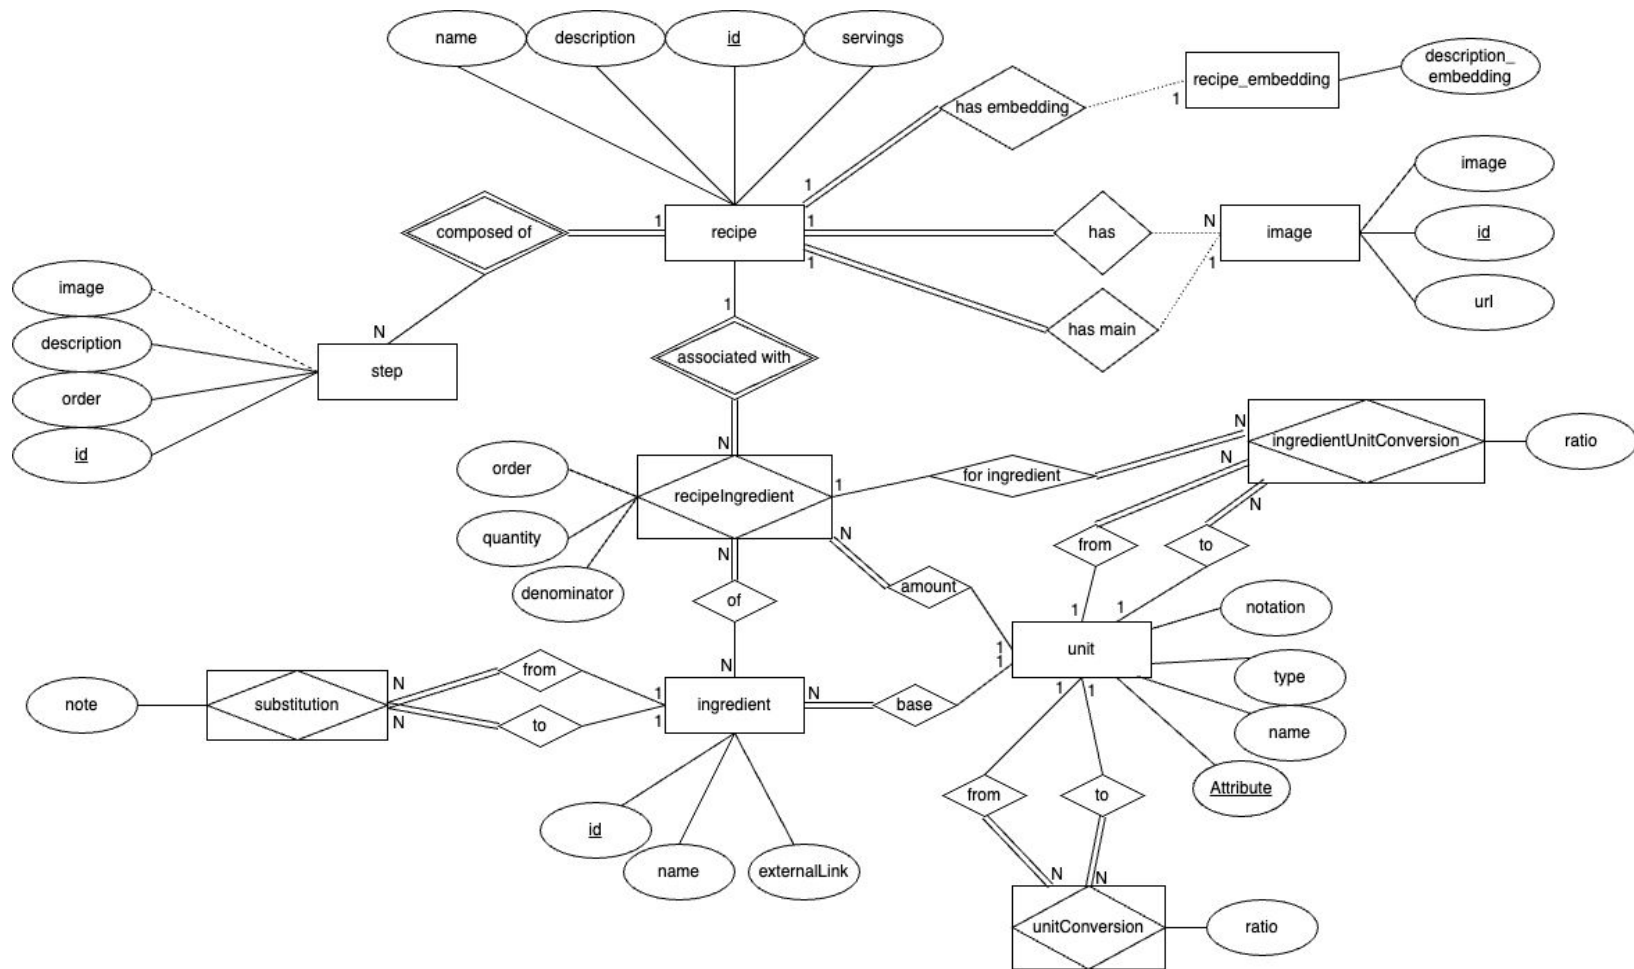 name
description
id
servings
has embedding
1
recipe_embedding
description_
embedding
1
composed of
1
recipe
1
1
has
N
image
1
has main
1
image
id
url
image
description
order
id
N
step
1
associated with
N
order
quantity
denominator
recipeIngredient
1
for ingredient
N
ingredientUnitConversion
ratio
N
N
from
to
N
N
of
N
amount
1
1
1
1
unit
notation
type
name
Attribute
note
substitution
N
N
from
to
1
1
ingredient
N
base
id
name
externalLink
1
1
from
to
N
N
unitConversion
ratio